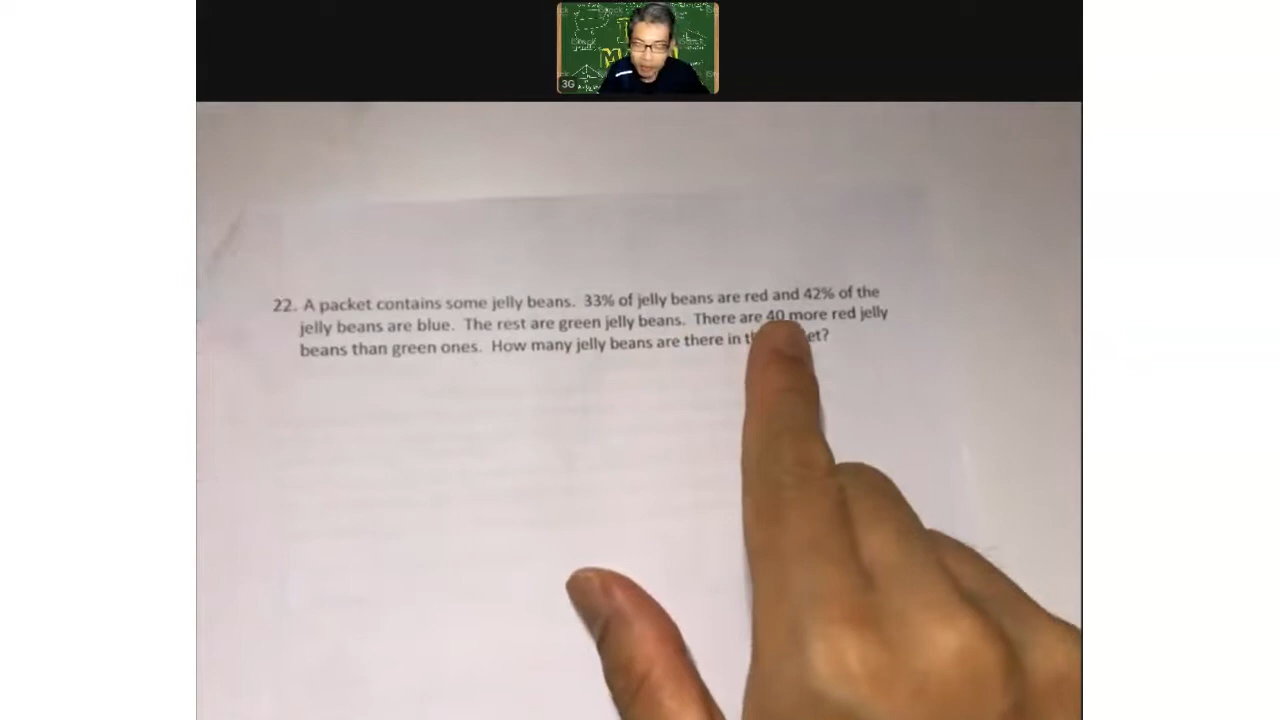 3G
22. A packet contains some jelly beans. 33% of jelly beans are red and 42% of the
jelly beans are blue. The rest are green jelly beans. There are 40 more red jelly
beans than green ones. How many jelly beans are there in